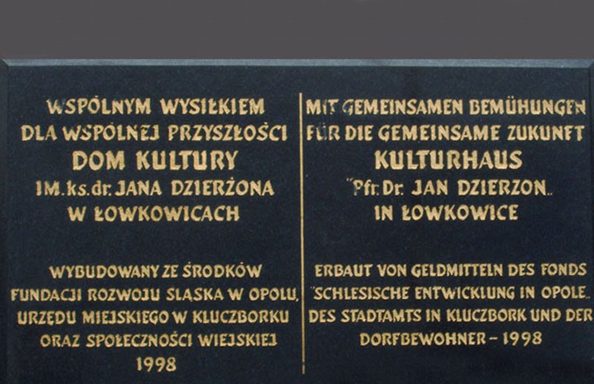 WSPÓLNYM WYSIŁKIEM
DLA WSPÓLNEJ PRZYSZŁOŚCI
DOM KULTURY
IM. ks. dr. JANA DZIERŻONA
W ŁOWKOWICACH
WYBUDOWANY ZE ŚRODKÓW
FUNDACJI ROZWOJU ŚLĄSKA W OPOLU,
URZĘDU MIEJSKIEGO W KLUCZBORKU
ORAZ SPOŁECZNOŚCI WIEJSKIEJ
1998
MIT GEMEINSAMEN BEMÜHUNGEN
FÜR DIE GEMEINSAME ZUKUNFT
KULTURHAUS
"Pfr. Dr. JAN DZIERZON„
IN ŁOWKOWICE
ERBAUT VON GELDMITTELN DES FONDS
"SCHLESISCHE ENTWICKLUNG IN OPOLE„
DES STADTAMTS IN KLUCZBORK UND DER
DORFBEWOHNER - 1998